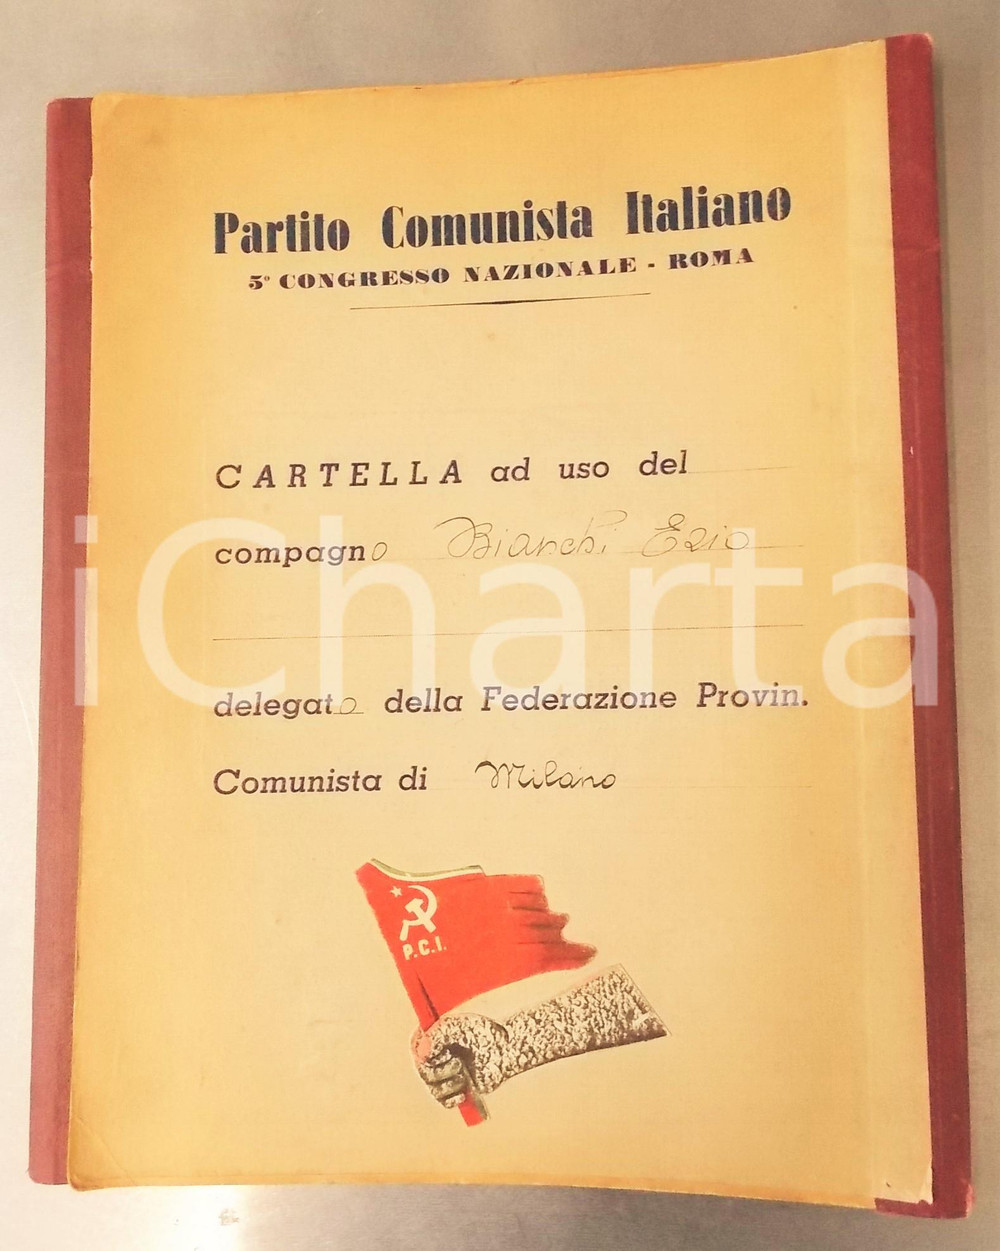 Partito Comunista Italiano
5º CONGRESSO NAZIONALE - ROMA
CARTELLA ad uso del
compagno Bianchi Ezio
delegato della Federazione Provin.
Comunista di Milano
P.C.I.
iCharta